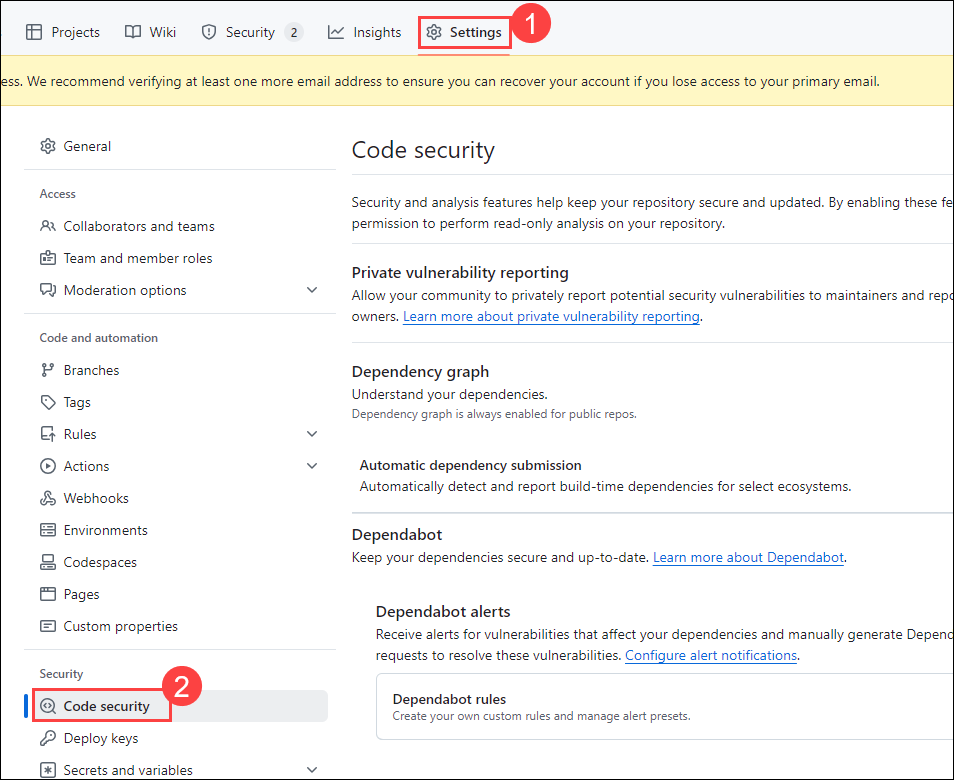 Projects Wiki Security 2 Insights Settings 1
ess. We recommend verifying at least one more email address to ensure you can recover your account if you lose access to your primary email.
General
Access
Collaborators and teams
Team and member roles
Moderation options
Code and automation
Branches
Tags
Rules
Actions
Webhooks
Environments
Codespaces
Pages
Custom properties
Security
2
Code security
Deploy keys
Secrets and variables
Code security
Security and analysis features help keep your repository secure and updated. By enabling these fe
permission to perform read-only analysis on your repository.
Private vulnerability reporting
Allow your community to privately report potential security vulnerabilities to maintainers and repo
owners. Learn more about private vulnerability reporting.
Dependency graph
Understand your dependencies.
Dependency graph is always enabled for public repos.
Automatic dependency submission
Automatically detect and report build-time dependencies for select ecosystems.
Dependabot
Keep your dependencies secure and up-to-date. Learn more about Dependabot.
Dependabot alerts
Receive alerts for vulnerabilities that affect your dependencies and manually generate Depend
requests to resolve these vulnerabilities. Configure alert notifications.
Dependabot rules
Create your own custom rules and manage alert presets.